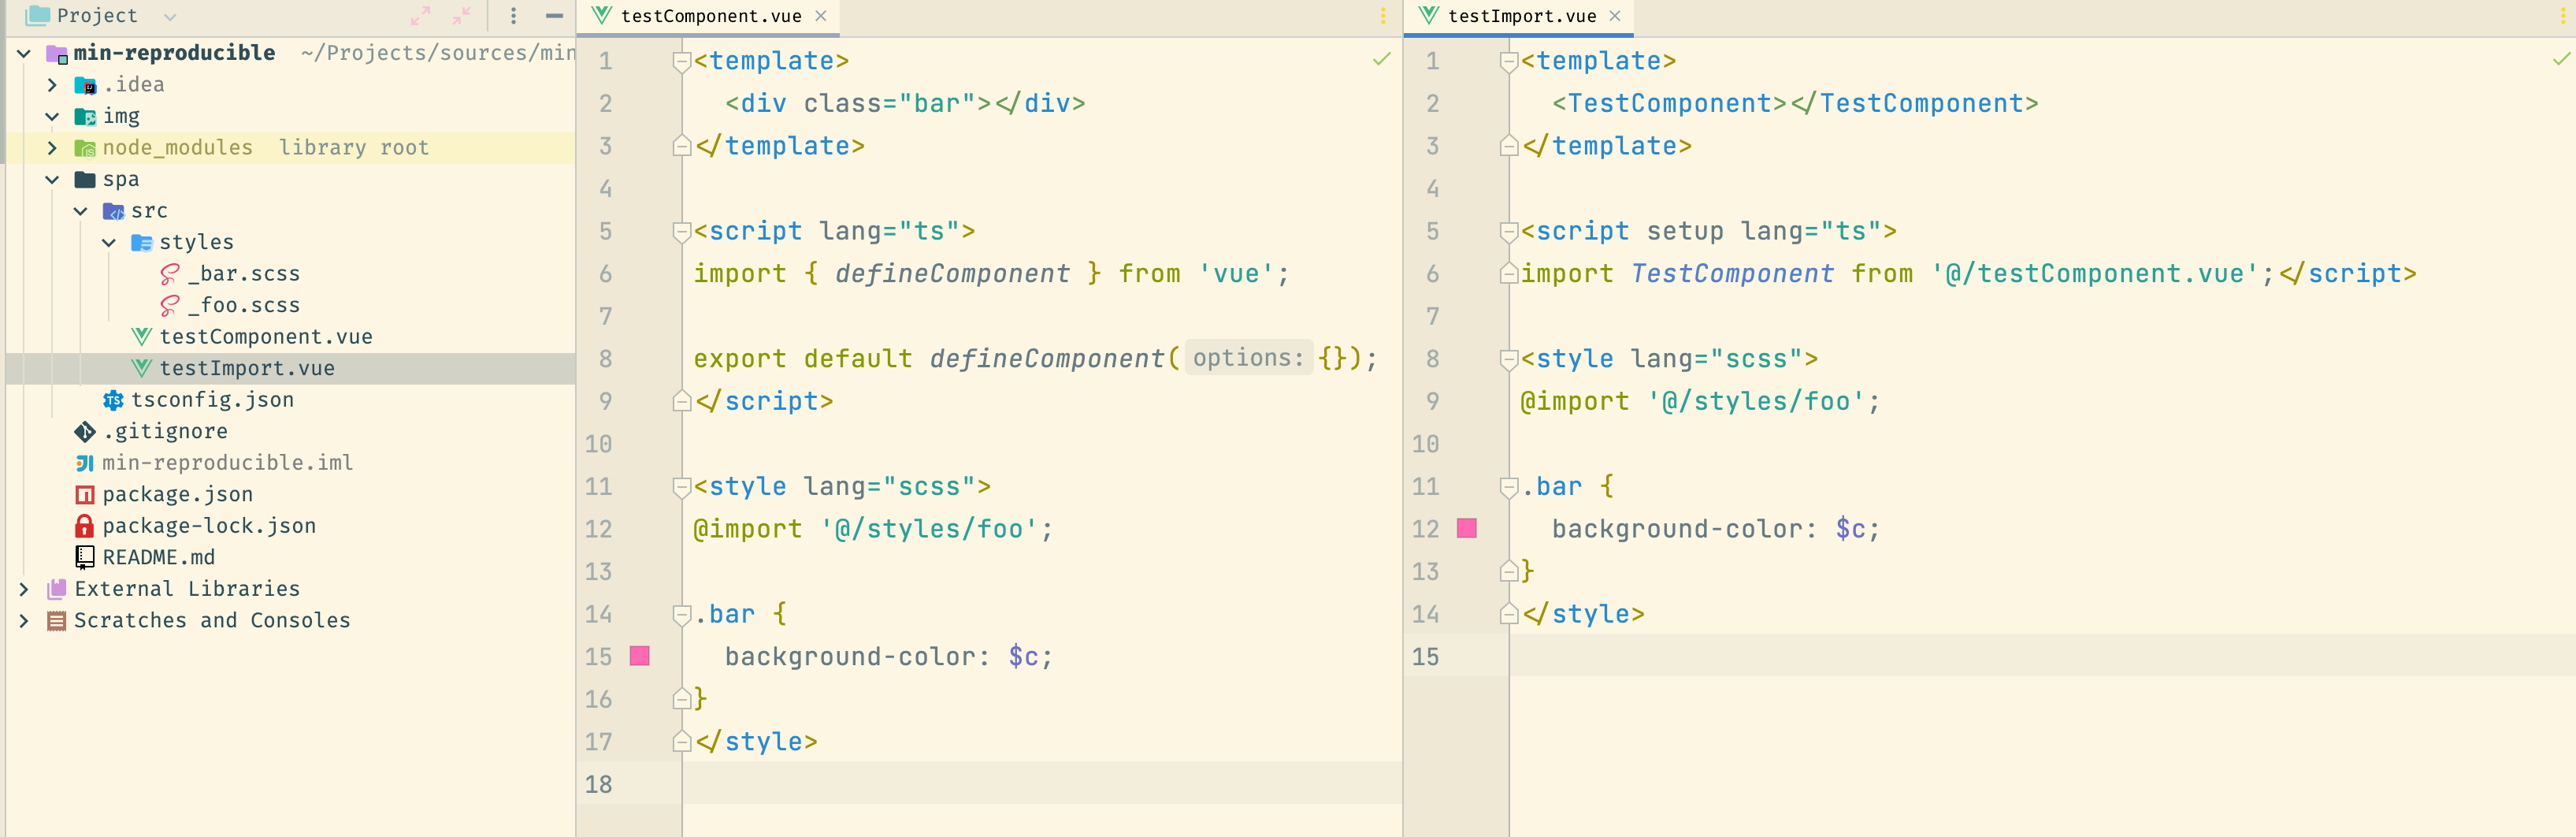 Project
min-reproducible ~/Projects/sources/min
.idea
img
node_modules library root
spa
src
styles
_bar.scss
_foo.scss
testComponent.vue
testImport.vue
tsconfig.json
.gitignore
min-reproducible.iml
package.json
package-lock.json
README.md
External Libraries
Scratches and Consoles
testComponent.vue
1 <template>
2 <div class="bar"></div>
3 </template>
4
5 <script lang="ts">
6 import { defineComponent } from 'vue';
7
8 export default defineComponent( options: {});
9 </script>
10
11 <style lang="scss">
12 @import '@/styles/foo';
13
14 .bar {
15 background-color: $c;
16 }
17 </style>
18
testImport.vue
1 <template>
2 <TestComponent></TestComponent>
3 </template>
4
5 <script setup lang="ts">
6 import TestComponent from '@/testComponent.vue';</script>
7
8 <style lang="scss">
9 @import '@/styles/foo';
10
11 .bar {
12 background-color: $c;
13 }
14 </style>
15